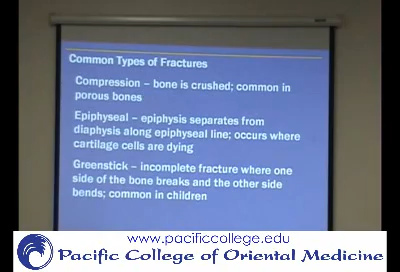 Common Types of Fractures
Compression – bone is crushed; common in
porous bones
Epiphyseal – epiphysis separates from
diaphysis along epiphyseal line; occurs where
cartilage cells are dying
Greenstick – incomplete fracture where one
side of the bone breaks and the other side
bends; common in children
www.pacificcollege.edu
Pacific College of Oriental Medicine